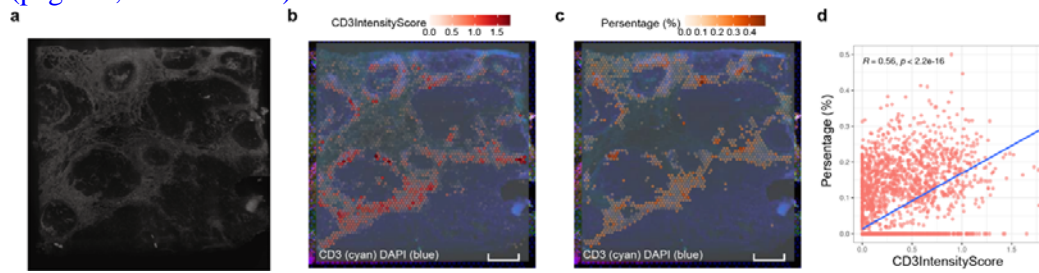 a
b
CD3IntensityScore
0.0 0.5 1.0 1.5
CD3 (cyan) DAPI (blue)
c
Percentage (%)
0.0 0.1 0.2 0.3 0.4
CD3 (cyan) DAPI (blue)
d
R = 0.56, p < 2.2e-16
Persentage (%)
0.5
0.4
0.3
0.2
0.1
0.0
0.0 0.5 1.0 1.5
CD3IntensityScore